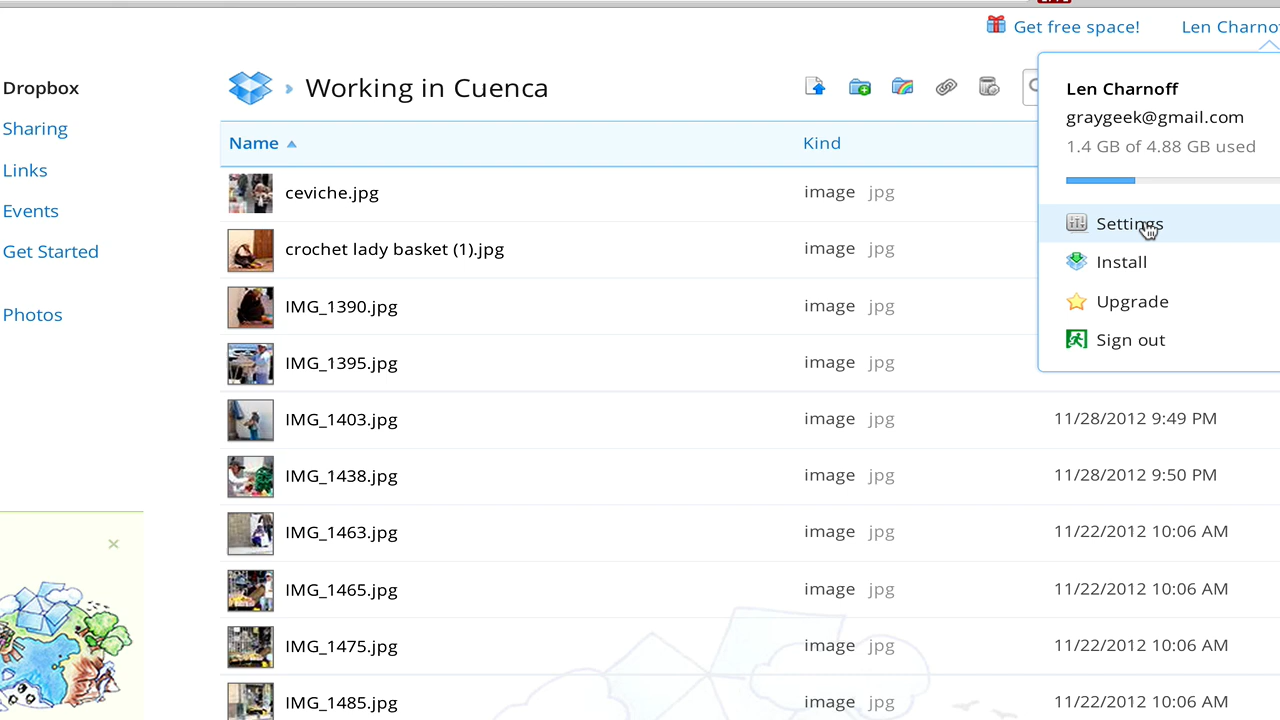 Get free space!
Len Charno
Dropbox
Sharing
Links
Events
Get Started
Photos
Working in Cuenca
Len Charnoff
graygeek@gmail.com
1.4 GB of 4.88 GB used
Settings
Install
Upgrade
Sign out
Name Kind
ceviche.jpg image jpg
crochet lady basket (1).jpg image jpg
IMG_1390.jpg image jpg
IMG_1395.jpg image jpg
IMG_1403.jpg image jpg 11/28/2012 9:49 PM
IMG_1438.jpg image jpg 11/28/2012 9:50 PM
IMG_1463.jpg image jpg 11/22/2012 10:06 AM
IMG_1465.jpg image jpg 11/22/2012 10:06 AM
IMG_1475.jpg image jpg 11/22/2012 10:06 AM
IMG_1485.jpg image jpg 11/22/2012 10:06 AM